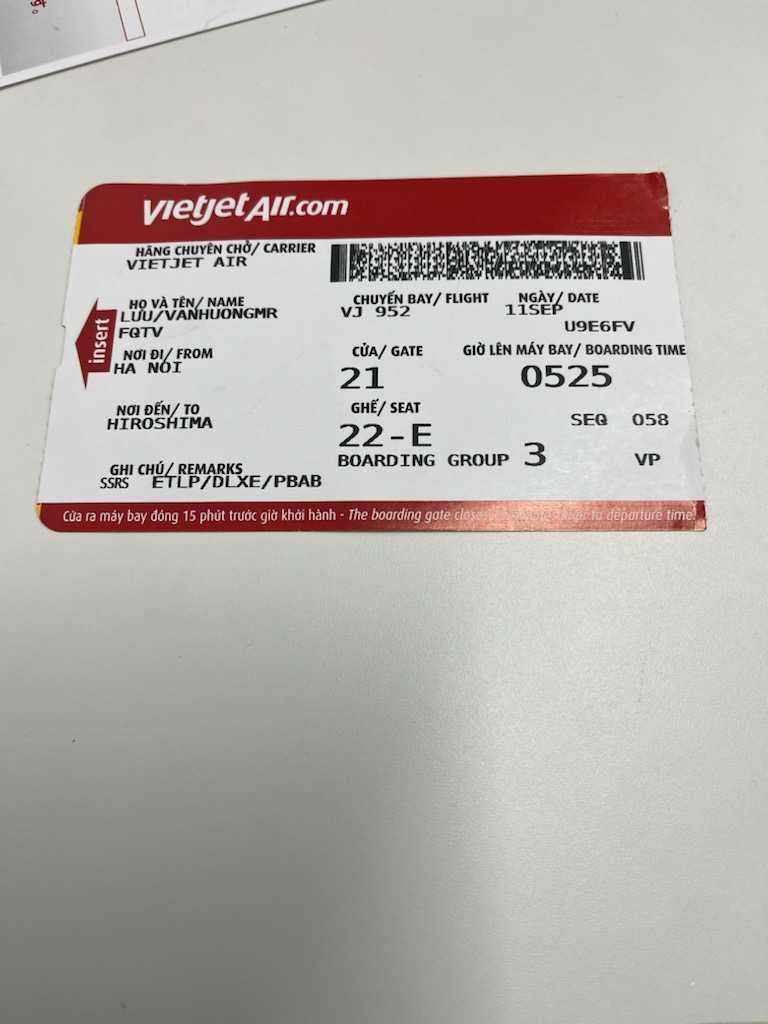 vietjetAir.com
HÃNG CHUYÊN CHỞ/ CARRIER
VIETJET AIR
HỌ VÀ TÊN/ NAME
LUU/VANHUONGMR
FQTV
CHUYẾN BAY/ FLIGHT NGÀY/ DATE
VJ 952 11SEP
U9E6FV
insert
NƠI ĐI/ FROM
HA NOI
CỬA/ GATE GIỜ LÊN MÁY BAY/ BOARDING TIME
21 0525
NƠI ĐẾN/ TO
HIROSHIMA
GHẾ/ SEAT
22-E
SEQ 058
BOARDING GROUP 3 VP
GHI CHÚ/ REMARKS
SSRS ETLP/DLXE/PBAB
Cửa ra máy bay đóng 15 phút trước giờ khởi hành - The boarding gate closes prior to departure time!